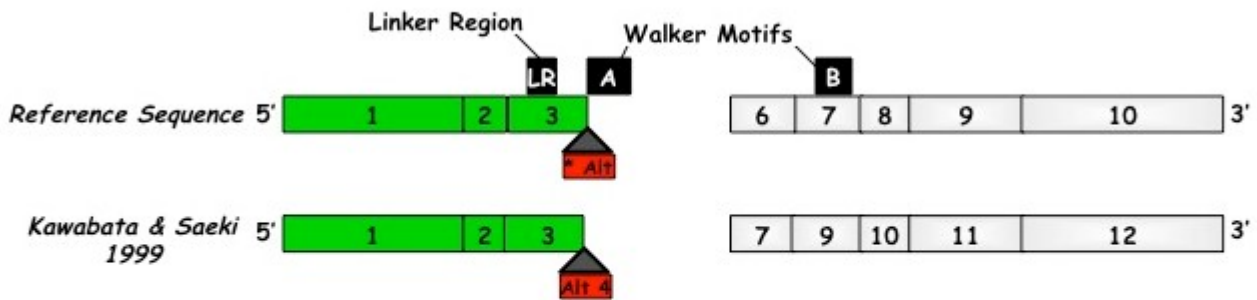 Linker Region
Walker Motifs
LR A B
Reference Sequence 5' 1 2 3 6 7 8 9 10 3'
* Alt
Kawabata & Saeki 5' 1 2 3 7 9 10 11 12 3'
1999
Alt 4